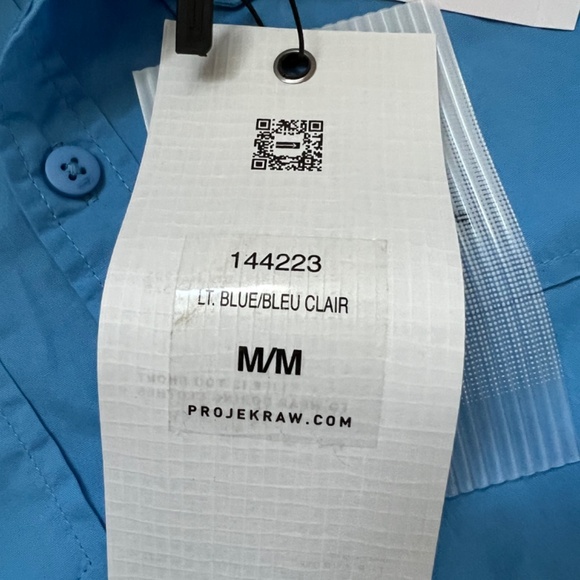 144223
LT. BLUE/BLEU CLAIR
M/M
PROJEKRAW.COM